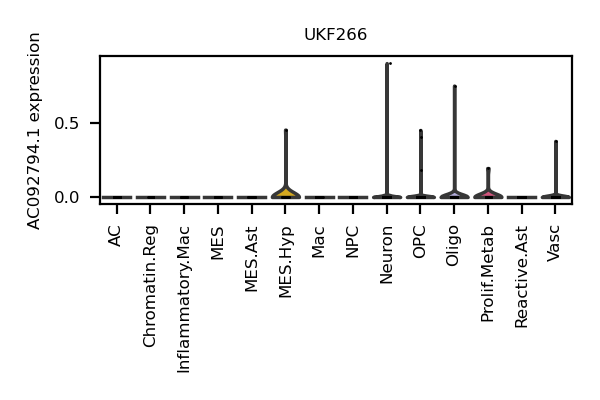 UKF266
AC092794.1 expression
0.5
0.0
AC
Chromatin.Reg
Inflammatory.Mac
MES
MES.Ast
MES.Hyp
Mac
NPC
Neuron
OPC
Oligo
Prolif.Metab
Reactive.Ast
Vasc